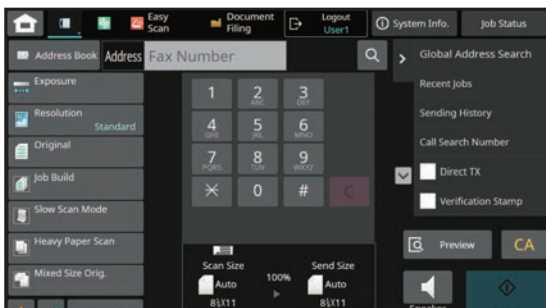 Easy
Scan
Document
Filing
Logout
User1
System Info.
Job Status
Address Book
Address
Fax Number
Global Address Search
Exposure
Recent Jobs
Resolution
Standard
Sending History
Original
Call Search Number
Job Build
Direct TX
Slow Scan Mode
Verification Stamp
Heavy Paper Scan
Mixed Size Orig.
1
2
ABC
3
DEF
4
GHI
5
JKL
6
MNO
7
PQRS
8
TUV
9
WXYZ
0
#
C
Preview
CA
Scan Size
Send Size
Auto
100%
Auto
8½X11
8½X11
Speaker